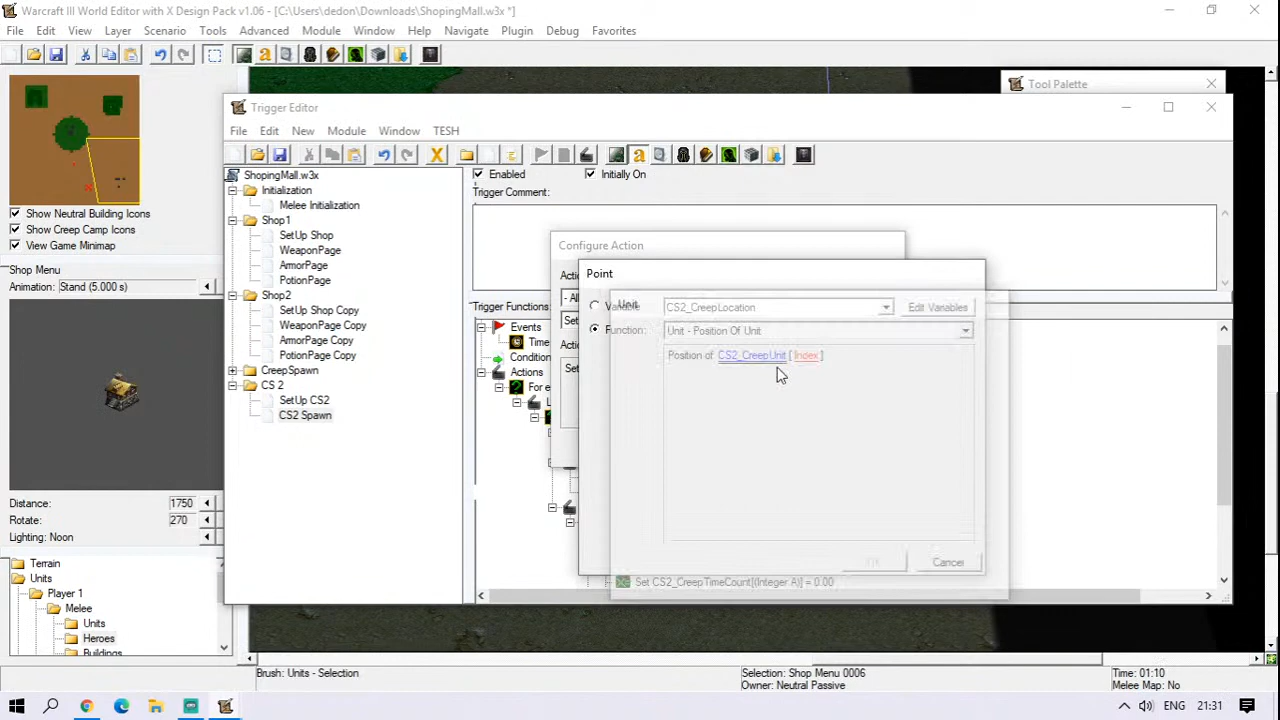 Warcraft III World Editor with X Design Pack v1.06 - [C:\Users\dedon\Downloads\ShopingMall.w3x *]
File Edit View Layer Scenario Tools Advanced Module Window Help Navigate Plugin Debug Favorites
Tool Palette
Trigger Editor
File Edit New Module Window TESH
ShopingMall.w3x
Initialization
Melee Initialization
Shop1
SetUp Shop
WeaponPage
ArmorPage
PotionPage
Shop2
SetUp Shop Copy
WeaponPage Copy
ArmorPage Copy
PotionPage Copy
CreepSpawn
CS 2
SetUp CS2
CS2 Spawn
Enabled Initially On
Trigger Comment:
Trigger Functions
Events
Time
Condition
Actions
For e
Configure Action
Point
Unit
CS2_CreepLocation
Edit Variables
Function:
Unit - Position Of Unit
Position of CS2_CreepUnit [ Index ]
OK Cancel
Set CS2_CreepTimeCount[(Integer A)] = 0.00
Show Neutral Building Icons
Show Creep Camp Icons
View Game Minimap
Shop Menu
Animation: Stand (5.000 s)
Distance: 1750
Rotate: 270
Lighting: Noon
Terrain
Units
Player 1
Melee
Units
Heroes
Buildings
Brush: Units - Selection
Selection: Shop Menu 0006
Owner: Neutral Passive
Time: 01:10
Melee Map: No
ENG 21:31